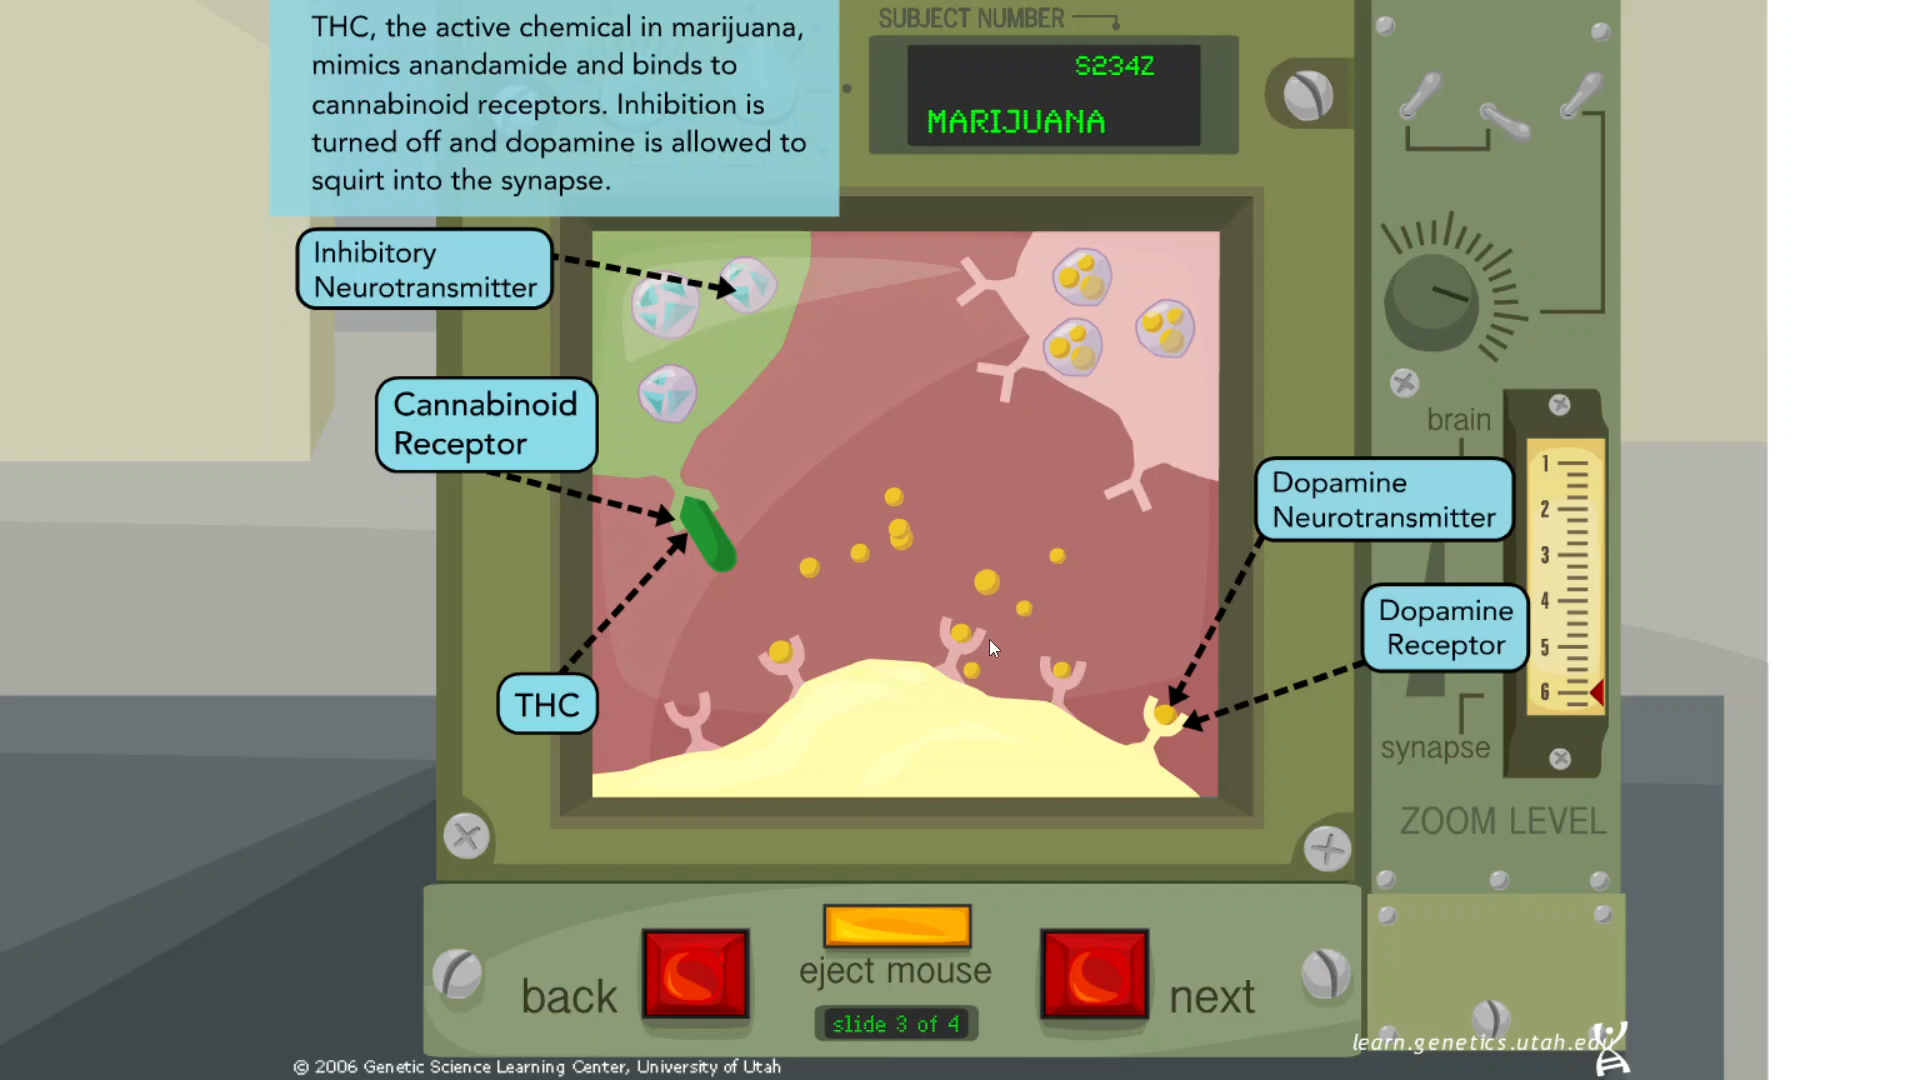 THC, the active chemical in marijuana,
mimics anandamide and binds to
cannabinoid receptors. Inhibition is
turned off and dopamine is allowed to
squirt into the synapse.
SUBJECT NUMBER
S234Z
MARIJUANA
Inhibitory
Neurotransmitter
Cannabinoid
Receptor
THC
Dopamine
Neurotransmitter
Dopamine
Receptor
brain
1
2
3
4
5
6
synapse
ZOOM LEVEL
back
eject mouse
slide 3 of 4
next
learn.genetics.utah.edu
© 2006 Genetic Science Learning Center, University of Utah